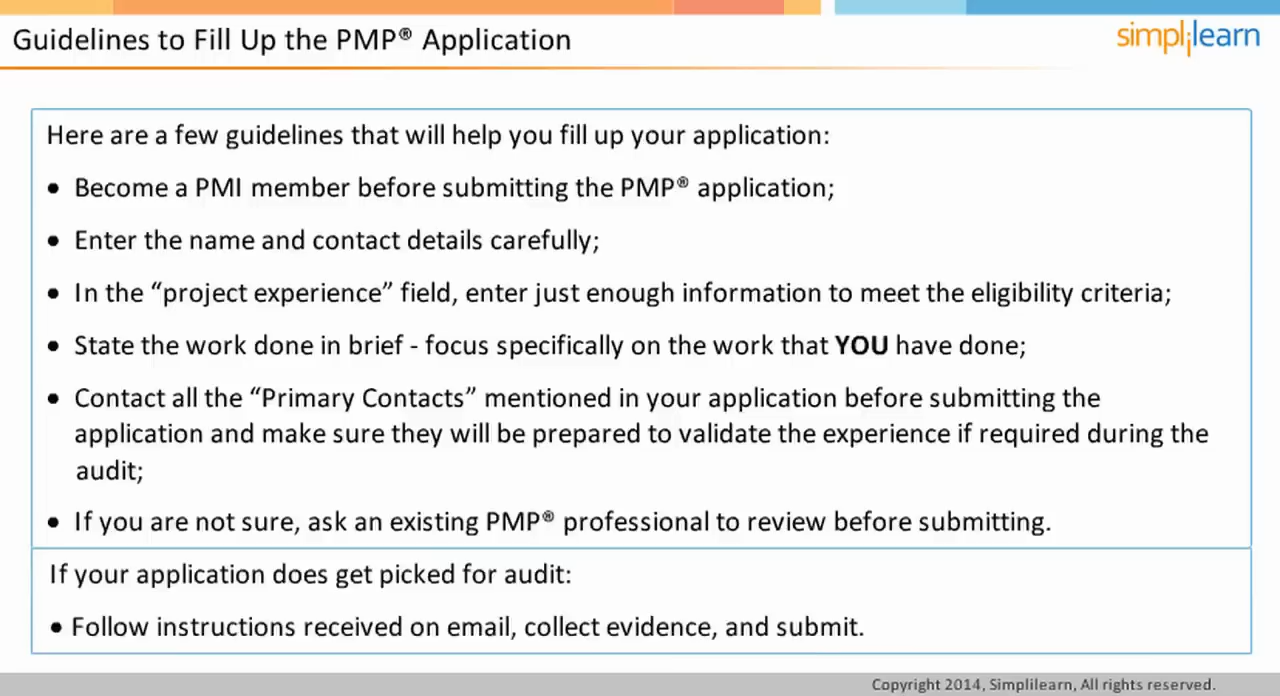 Guidelines to Fill Up the PMP® Application
simplilearn
Here are a few guidelines that will help you fill up your application:
• Become a PMI member before submitting the PMP® application;
• Enter the name and contact details carefully;
• In the “project experience” field, enter just enough information to meet the eligibility criteria;
• State the work done in brief - focus specifically on the work that YOU have done;
• Contact all the “Primary Contacts” mentioned in your application before submitting the
application and make sure they will be prepared to validate the experience if required during the
audit;
• If you are not sure, ask an existing PMP® professional to review before submitting.
If your application does get picked for audit:
• Follow instructions received on email, collect evidence, and submit.
Copyright 2014, Simplilearn, All rights reserved.